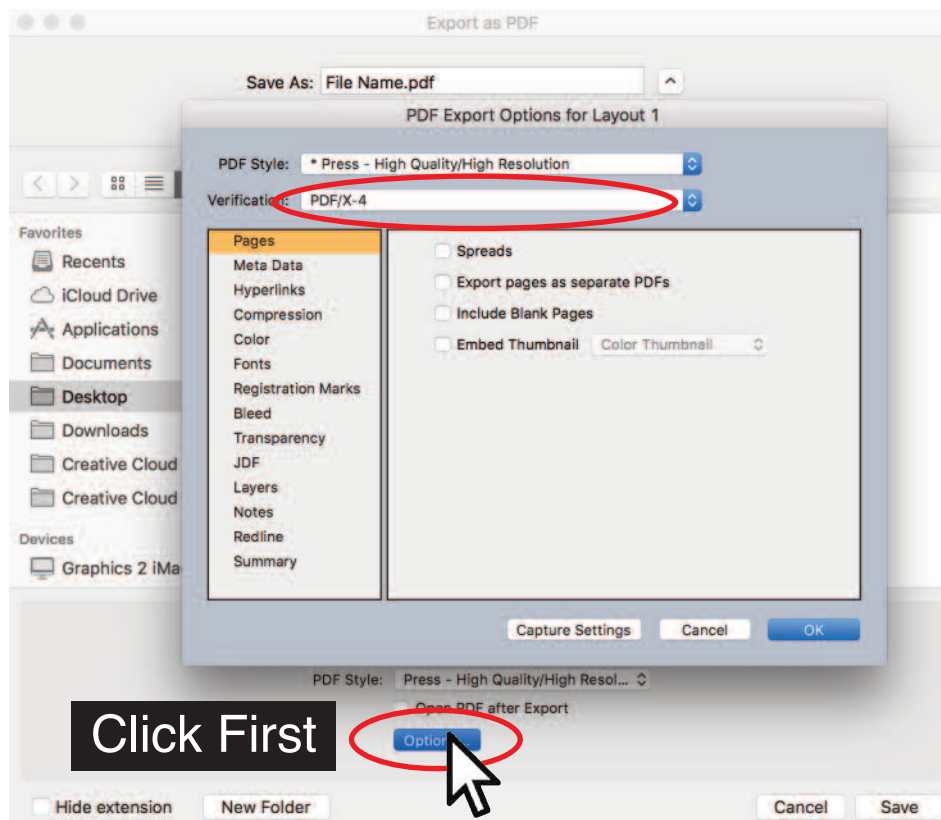 Export as PDF
Save As: File Name.pdf
PDF Export Options for Layout 1
PDF Style: * Press - High Quality/High Resolution
Verification: PDF/X-4
Favorites
Recents
iCloud Drive
Applications
Documents
Desktop
Downloads
Creative Cloud
Creative Cloud
Devices
Graphics 2 iMa
Pages
Meta Data
Hyperlinks
Compression
Color
Fonts
Registration Marks
Bleed
Transparency
JDF
Layers
Notes
Redline
Summary
Spreads
Export pages as separate PDFs
Include Blank Pages
Embed Thumbnail Color Thumbnail
Capture Settings Cancel OK
PDF Style: Press - High Quality/High Resol...
Open PDF after Export
Click First
Options...
Hide extension New Folder Cancel Save